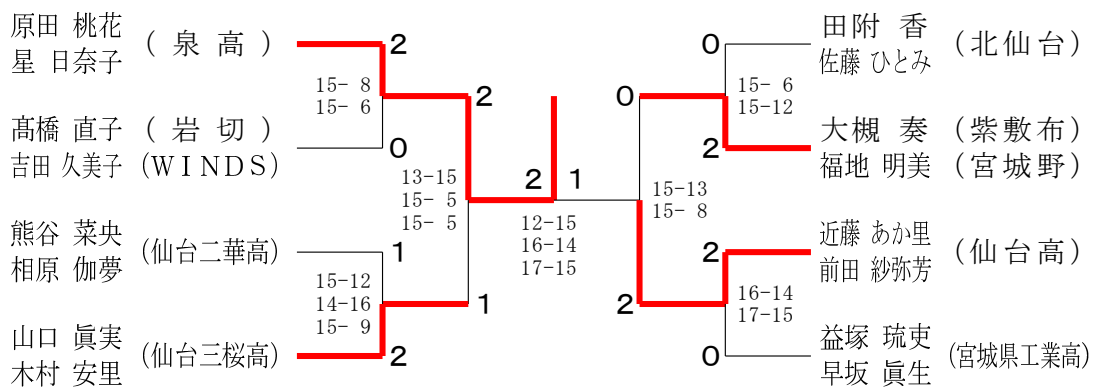 原田 桃花
星 日奈子
( 泉 高 )
2
15- 8
15- 6
髙橋 直子
吉田 久美子
( 岩 切 )
(WINDS)
0
2
13-15
15- 5
15- 5
熊谷 菜央
相原 伽夢
(仙台二華高)
1
15-12
14-16
15- 9
山口 眞実
木村 安里
(仙台三桜高)
2
1
2
1
12-15
16-14
17-15
田附 香
佐藤 ひとみ
(北仙台)
0
15- 6
15-12
大槻 奏
福地 明美
(紫敷布)
(宮城野)
2
0
15-13
15- 8
近藤 あか里
前田 紗弥芳
(仙台高)
2
16-14
17-15
益塚 琉吏
早坂 眞生
(宮城県工業高)
0
2